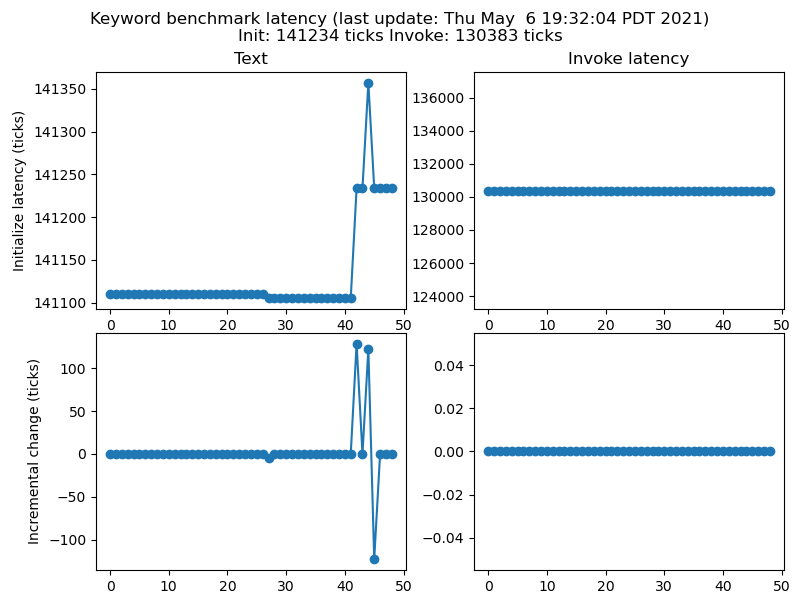 Keyword benchmark latency (last update: Thu May  6 19:32:04 PDT 2021)
Init: 141234 ticks Invoke: 130383 ticks
Text
Invoke latency
Initialize latency (ticks)
141350
141300
141250
141200
141150
141100
0 10 20 30 40 50
136000
134000
132000
130000
128000
126000
124000
0 10 20 30 40 50
Incremental change (ticks)
100
50
0
−50
−100
0 10 20 30 40 50
0.04
0.02
0.00
−0.02
−0.04
0 10 20 30 40 50